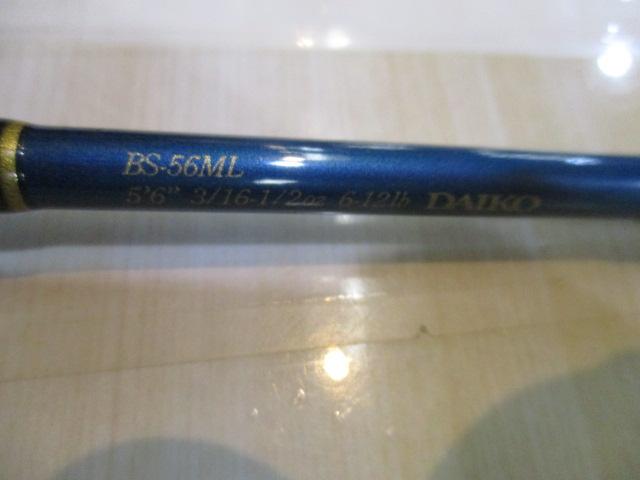 BS-56ML
5'6" 3/16-1/2oz 6-12lb DAIKO